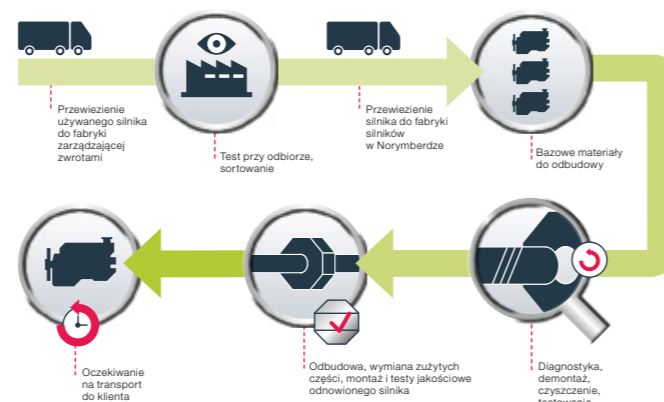 Przewiezienie
używanego silnika
do fabryki
zarządzającej
zwrotami
Test przy odbiorze,
sortowanie
Przewiezienie
silnika do fabryki
silników
w Norymberdze
Bazowe materiały
do odbudowy
Diagnostyka,
demontaż,
czyszczenie,
testowanie
Odbudowa, wymiana zużytych
części, montaż i testy jakościowe
odnowionego silnika
Oczekiwanie
na transport
do klienta